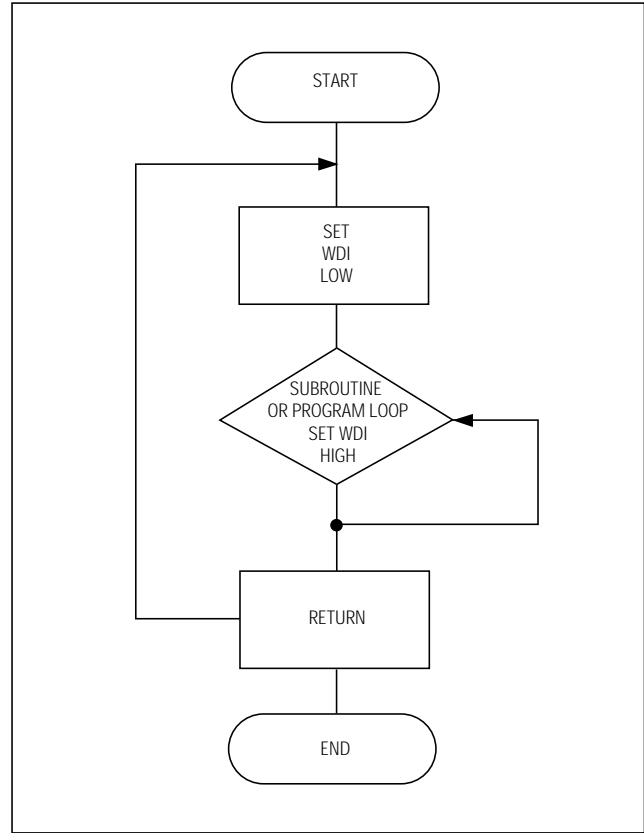 START
SET
WDI
LOW
SUBROUTINE
OR PROGRAM LOOP
SET WDI
HIGH
RETURN
END